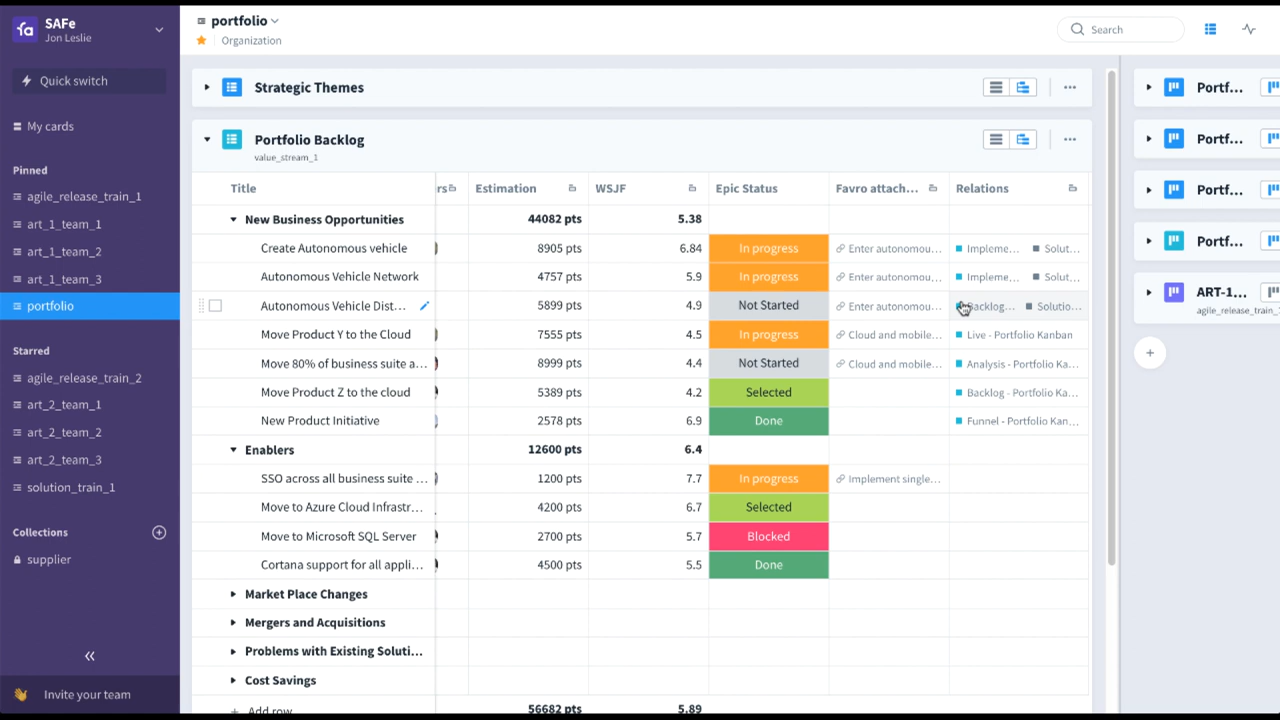 SAFe
Jon Leslie
Quick switch
My cards
Pinned
agile_release_train_1
art_1_team_1
art_1_team_2
art_1_team_3
portfolio
Starred
agile_release_train_2
art_2_team_1
art_2_team_2
art_2_team_3
solution_train_1
Collections
supplier
Invite your team
portfolio
Organization
Search
Strategic Themes
Portfolio Backlog
value_stream_1
Title rs Estimation WSJF Epic Status Favro attach... Relations
New Business Opportunities 44082 pts 5.38
Create Autonomous vehicle 8905 pts 6.84 In progress Enter autonomou... Impleme... Solut...
Autonomous Vehicle Network 4757 pts 5.9 In progress Enter autonomou... Impleme... Solut...
Autonomous Vehicle Dist... 5899 pts 4.9 Not Started Enter autonomou... Backlog... Solutio...
Move Product Y to the Cloud 7555 pts 4.5 In progress Cloud and mobile... Live - Portfolio Kanban
Move 80% of business suite a... 8999 pts 4.4 Not Started Cloud and mobile... Analysis - Portfolio Ka...
Move Product Z to the cloud 5389 pts 4.2 Selected Backlog - Portfolio Ka...
New Product Initiative 2578 pts 6.9 Done Funnel - Portfolio Kan...
Enablers 12600 pts 6.4
SSO across all business suite ... 1200 pts 7.7 In progress Implement single...
Move to Azure Cloud Infrastr... 4200 pts 6.7 Selected
Move to Microsoft SQL Server 2700 pts 5.7 Blocked
Cortana support for all appli... 4500 pts 5.5 Done
Market Place Changes
Mergers and Acquisitions
Problems with Existing Soluti...
Cost Savings
Add row 56682 pts 5.89
Portf...
Portf...
Portf...
Portf...
ART-1...
agile_release_train_1